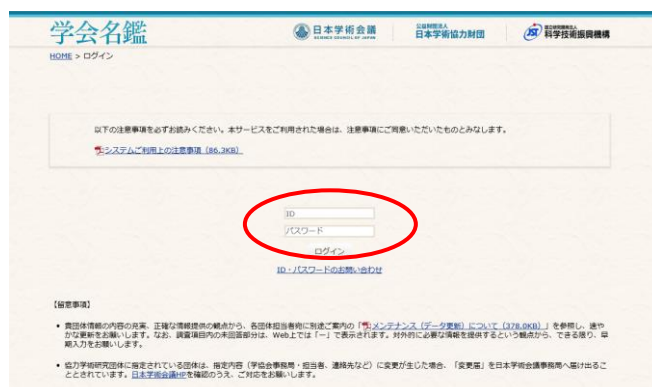 学会名鑑
日本学術会議
SCIENCE COUNCIL OF JAPAN
公益財団法人
日本学術協力財団
JST
国立研究開発法人
科学技術振興機構
HOME > ログイン
以下の注意事項を必ずお読みください。本サービスをご利用された場合は、注意事項にご同意いただいたものとみなします。
システムご利用上の注意事項（86.3KB）
ID
パスワード
ログイン
ID・パスワードのお問い合わせ
【留意事項】
• 貴団体情報の内容の充実、正確な情報提供の観点から、各団体担当者宛に別途ご案内の「メンテナンス（データ更新）について（378.0KB）」を参照し、速や
かな更新をお願いします。なお、調査項目内の未回答部分は、Web上では「－」で表示されます。対外的に必要な情報を提供するという観点から、できる限り、早
期入力をお願いします。
• 協力学術研究団体に指定されている団体は、指定内容（学協会事務局・担当者、連絡先など）に変更が生じた場合、「変更届」を日本学術会議事務局へ届け出るこ
ととされています。日本学術会議HPを確認のうえ、ご対応をお願いします。